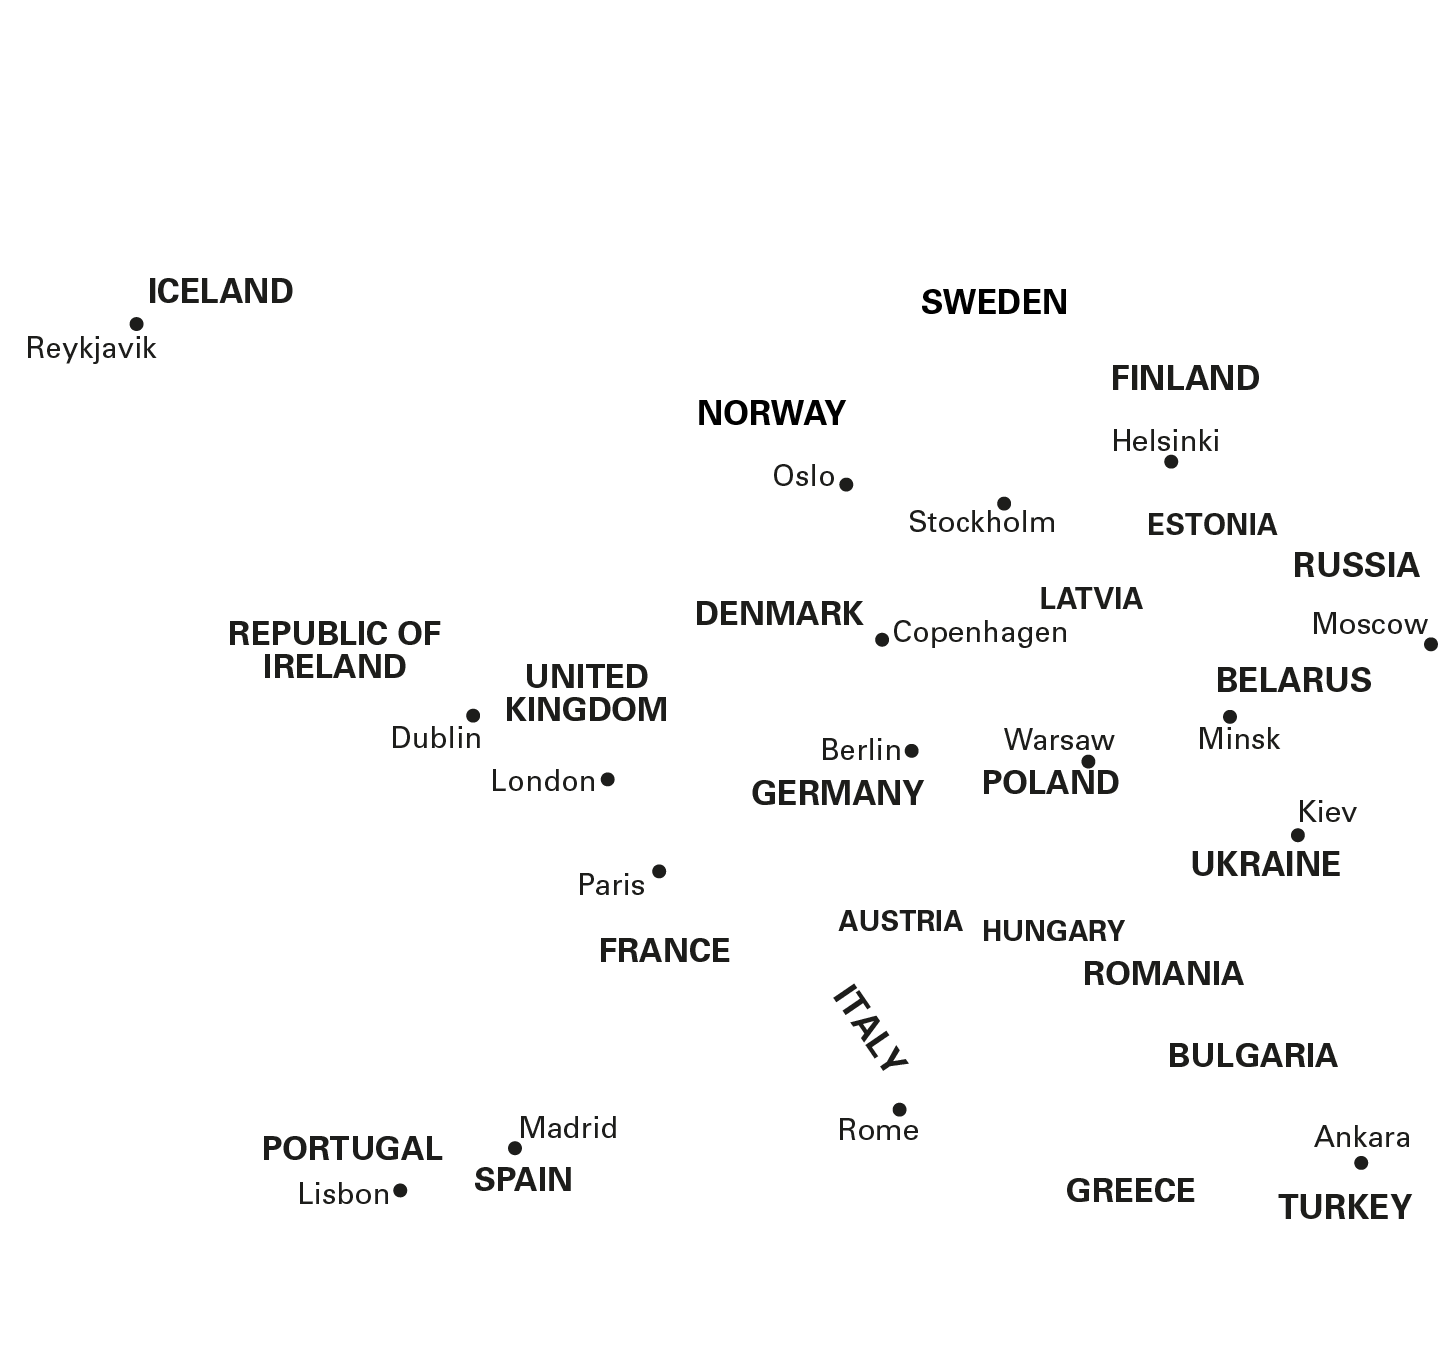 ICELAND
SWEDEN
Reykjavik
FINLAND
NORWAY
Helsinki
Oslo
Stockholm
ESTONIA
RUSSIA
LATVIA
DENMARK
Copenhagen
Moscow
REPUBLIC OF
IRELAND
UNITED
KINGDOM
BELARUS
Dublin
Minsk
Warsaw
Berlin
London
POLAND
GERMANY
Kiev
UKRAINE
Paris
AUSTRIA
HUNGARY
FRANCE
ROMANIA
ITALY
BULGARIA
Madrid
Rome
Ankara
PORTUGAL
SPAIN
Lisbon
GREECE
TURKEY